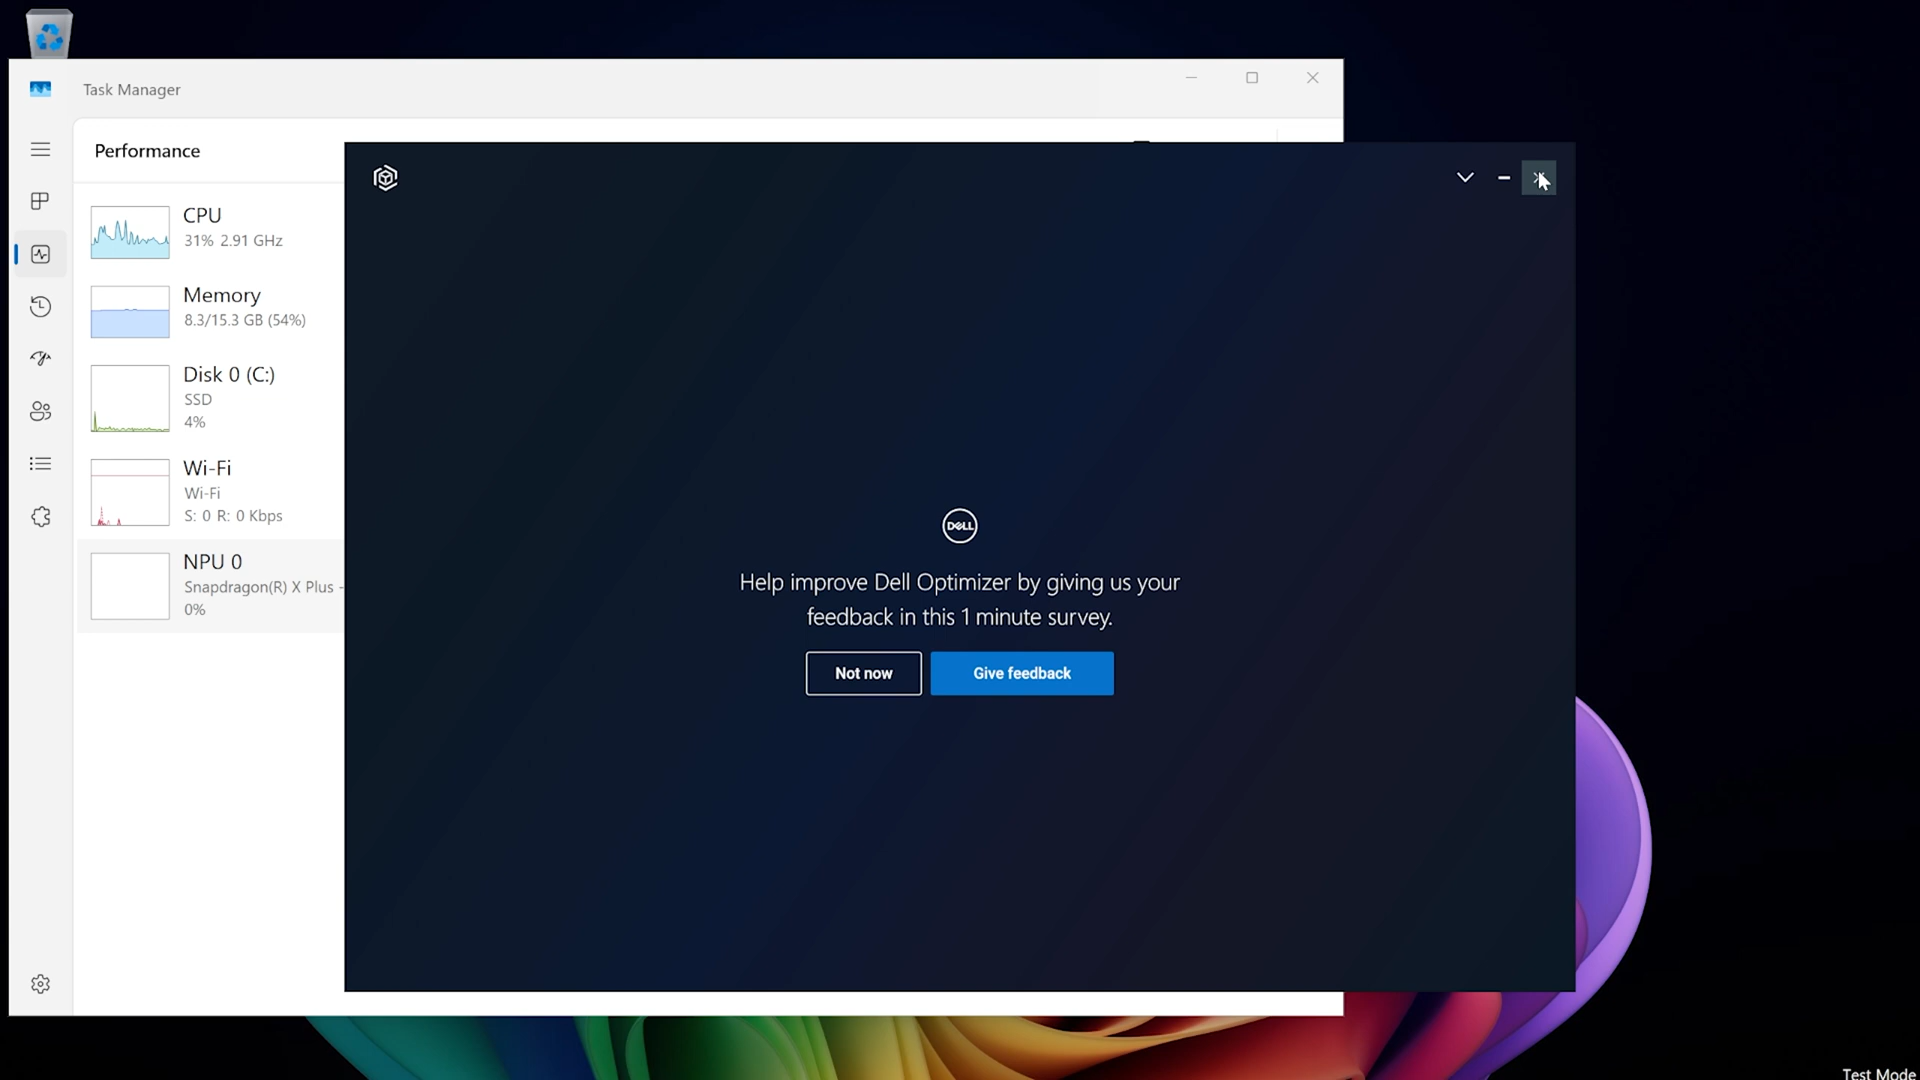 Task Manager
Performance
CPU
31% 2.91 GHz
Memory
8.3/15.3 GB (54%)
Disk 0 (C:)
SSD
4%
Wi-Fi
Wi-Fi
S: 0 R: 0 Kbps
NPU 0
Snapdragon(R) X Plus -
0%
DELL
Help improve Dell Optimizer by giving us your
feedback in this 1 minute survey.
Not now
Give feedback
Test Mode